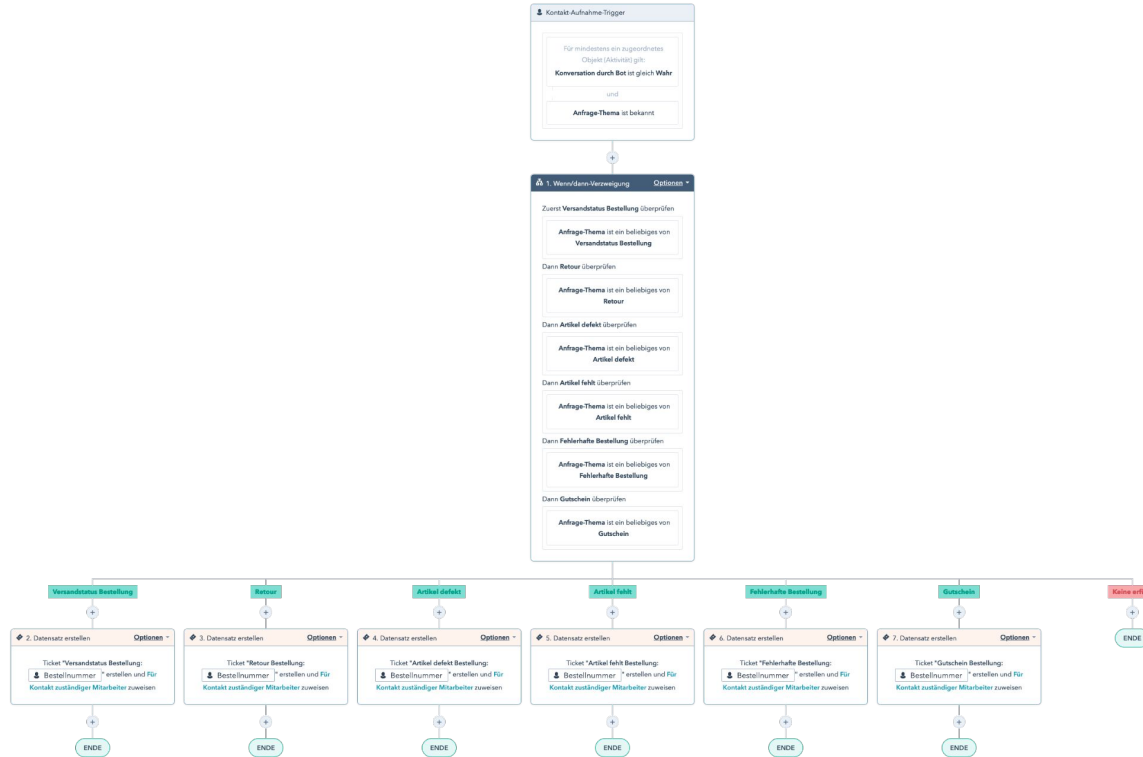 Kontakt-Aufnahme-Trigger
Für mindestens ein zugeordnetes
Objekt (Aktivität) gilt:
Konversation durch Bot ist gleich Wahr
und
Anfrage-Thema ist bekannt
1. Wenn/dann-Verzweigung Optionen
Zuerst Versandstatus Bestellung überprüfen
Anfrage-Thema ist ein beliebiges von
Versandstatus Bestellung
Dann Retour überprüfen
Anfrage-Thema ist ein beliebiges von
Retour
Dann Artikel defekt überprüfen
Anfrage-Thema ist ein beliebiges von
Artikel defekt
Dann Artikel fehlt überprüfen
Anfrage-Thema ist ein beliebiges von
Artikel fehlt
Dann Fehlerhafte Bestellung überprüfen
Anfrage-Thema ist ein beliebiges von
Fehlerhafte Bestellung
Dann Gutschein überprüfen
Anfrage-Thema ist ein beliebiges von
Gutschein
Versandstatus Bestellung
Retour
Artikel defekt
Artikel fehlt
Fehlerhafte Bestellung
Gutschein
Keine erfü
2. Datensatz erstellen Optionen
Ticket "Versandstatus Bestellung:
Bestellnummer " erstellen und Für
Kontakt zuständiger Mitarbeiter zuweisen
ENDE
3. Datensatz erstellen Optionen
Ticket "Retour Bestellung:
Bestellnummer " erstellen und Für
Kontakt zuständiger Mitarbeiter zuweisen
ENDE
4. Datensatz erstellen Optionen
Ticket "Artikel defekt Bestellung:
Bestellnummer " erstellen und Für
Kontakt zuständiger Mitarbeiter zuweisen
ENDE
5. Datensatz erstellen Optionen
Ticket "Artikel fehlt Bestellung:
Bestellnummer " erstellen und Für
Kontakt zuständiger Mitarbeiter zuweisen
ENDE
6. Datensatz erstellen Optionen
Ticket "Fehlerhafte Bestellung:
Bestellnummer " erstellen und Für
Kontakt zuständiger Mitarbeiter zuweisen
ENDE
7. Datensatz erstellen Optionen
Ticket "Gutschein Bestellung:
Bestellnummer " erstellen und Für
Kontakt zuständiger Mitarbeiter zuweisen
ENDE
ENDE